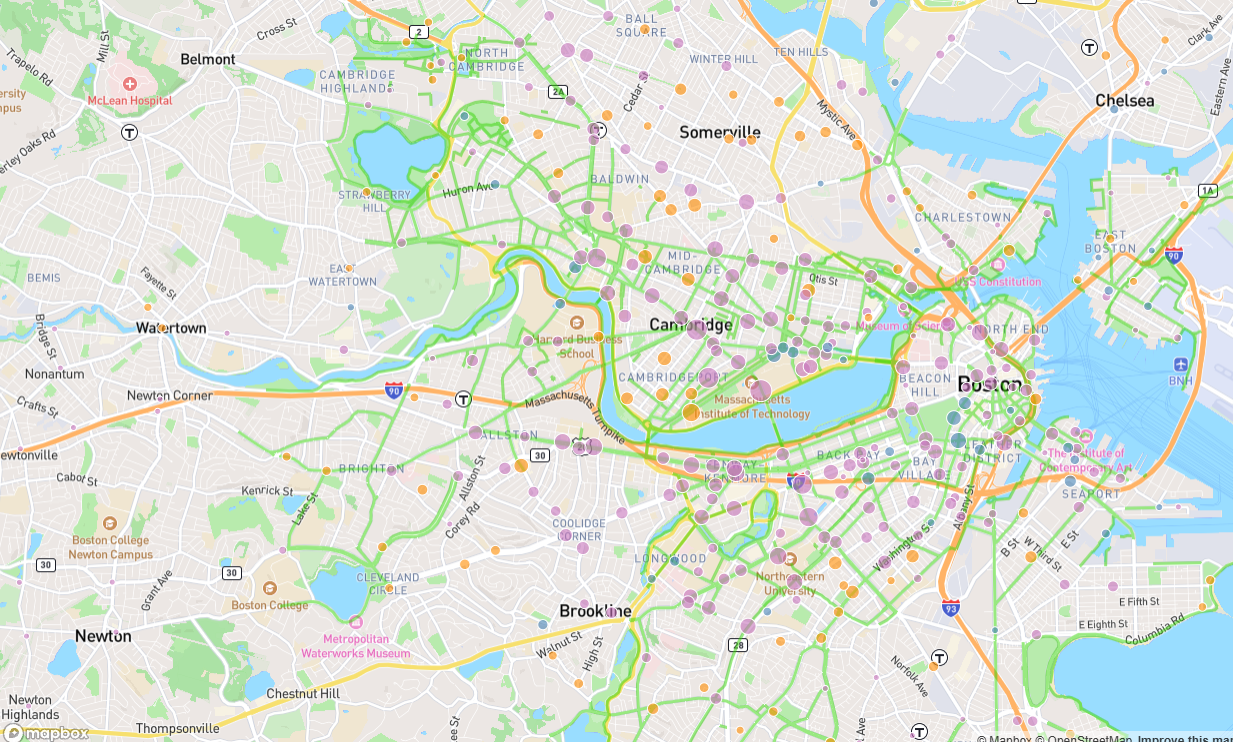 BALL
SQUARE
Cross St
2
Clark Ave
Trapelo Rd
Mill St
Belmont
NORTH
CAMBRIDGE
WINTER HILL
TEN HILLS
T
CAMBRIDGE
HIGHLANDS
McLean Hospital
2A
Cedar St
Mystic Ave
Chelsea
Eastern Ave
T
Somerville
BALDWIN
STRAWBERRY
HILL
Huron Ave
1A
CHARLESTOWN
EAST
BOSTON
90
MID-
CAMBRIDGE
Otis St
USS Constitution
BEMIS
Fayette St
EAST
WATERTOWN
Bridge St
Watertown
Cambridge
NORTH END
Harvard Business
School
Nonantum
Newton Corner
90
T
Crafts St
CAMBRIDGEPORT
BEACON
HILL
Boston
BNH
Massachusetts Turnpike
Massachusetts
Institute of Technology
ALLSTON
30
BACK BAY
BAY
VILLAGE
LEATHER
DISTRICT
The Institute of
Contemporary Art
SEAPORT
FENWAY-
KENMORE
90
BRIGHTON
Allston St
Cabot St
Kenrick St
Lake St
Corey Rd
Boston College
Newton Campus
COOLIDGE
CORNER
Albany St
Washington St
B St
W Third St
E St
30
30
Grant Ave
Boston College
CLEVELAND
CIRCLE
LONGWOOD
Northeastern
University
93
Brookline
E Fifth St
E Eighth St
Columbia Rd
Newton
Metropolitan
Waterworks Museum
Walnut St
High St
28
T
Norfolk Ave
Chestnut Hill
Newton
Highlands
Thompsonville
T
mapbox
© Mapbox © OpenStreetMap Improve this map